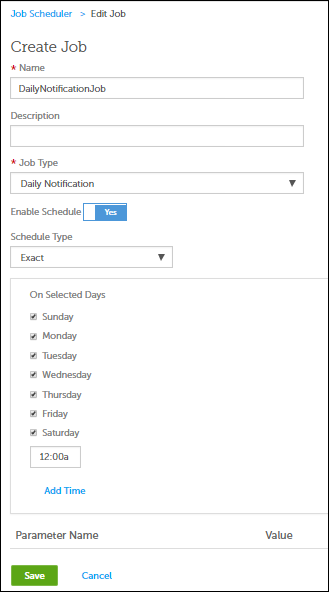 Job Scheduler > Edit Job
Create Job
* Name
DailyNotificationJob
Description
* Job Type
Daily Notification
Enable Schedule Yes
Schedule Type
Exact
On Selected Days
Sunday
Monday
Tuesday
Wednesday
Thursday
Friday
Saturday
12:00a
Add Time
Parameter Name Value
Save Cancel